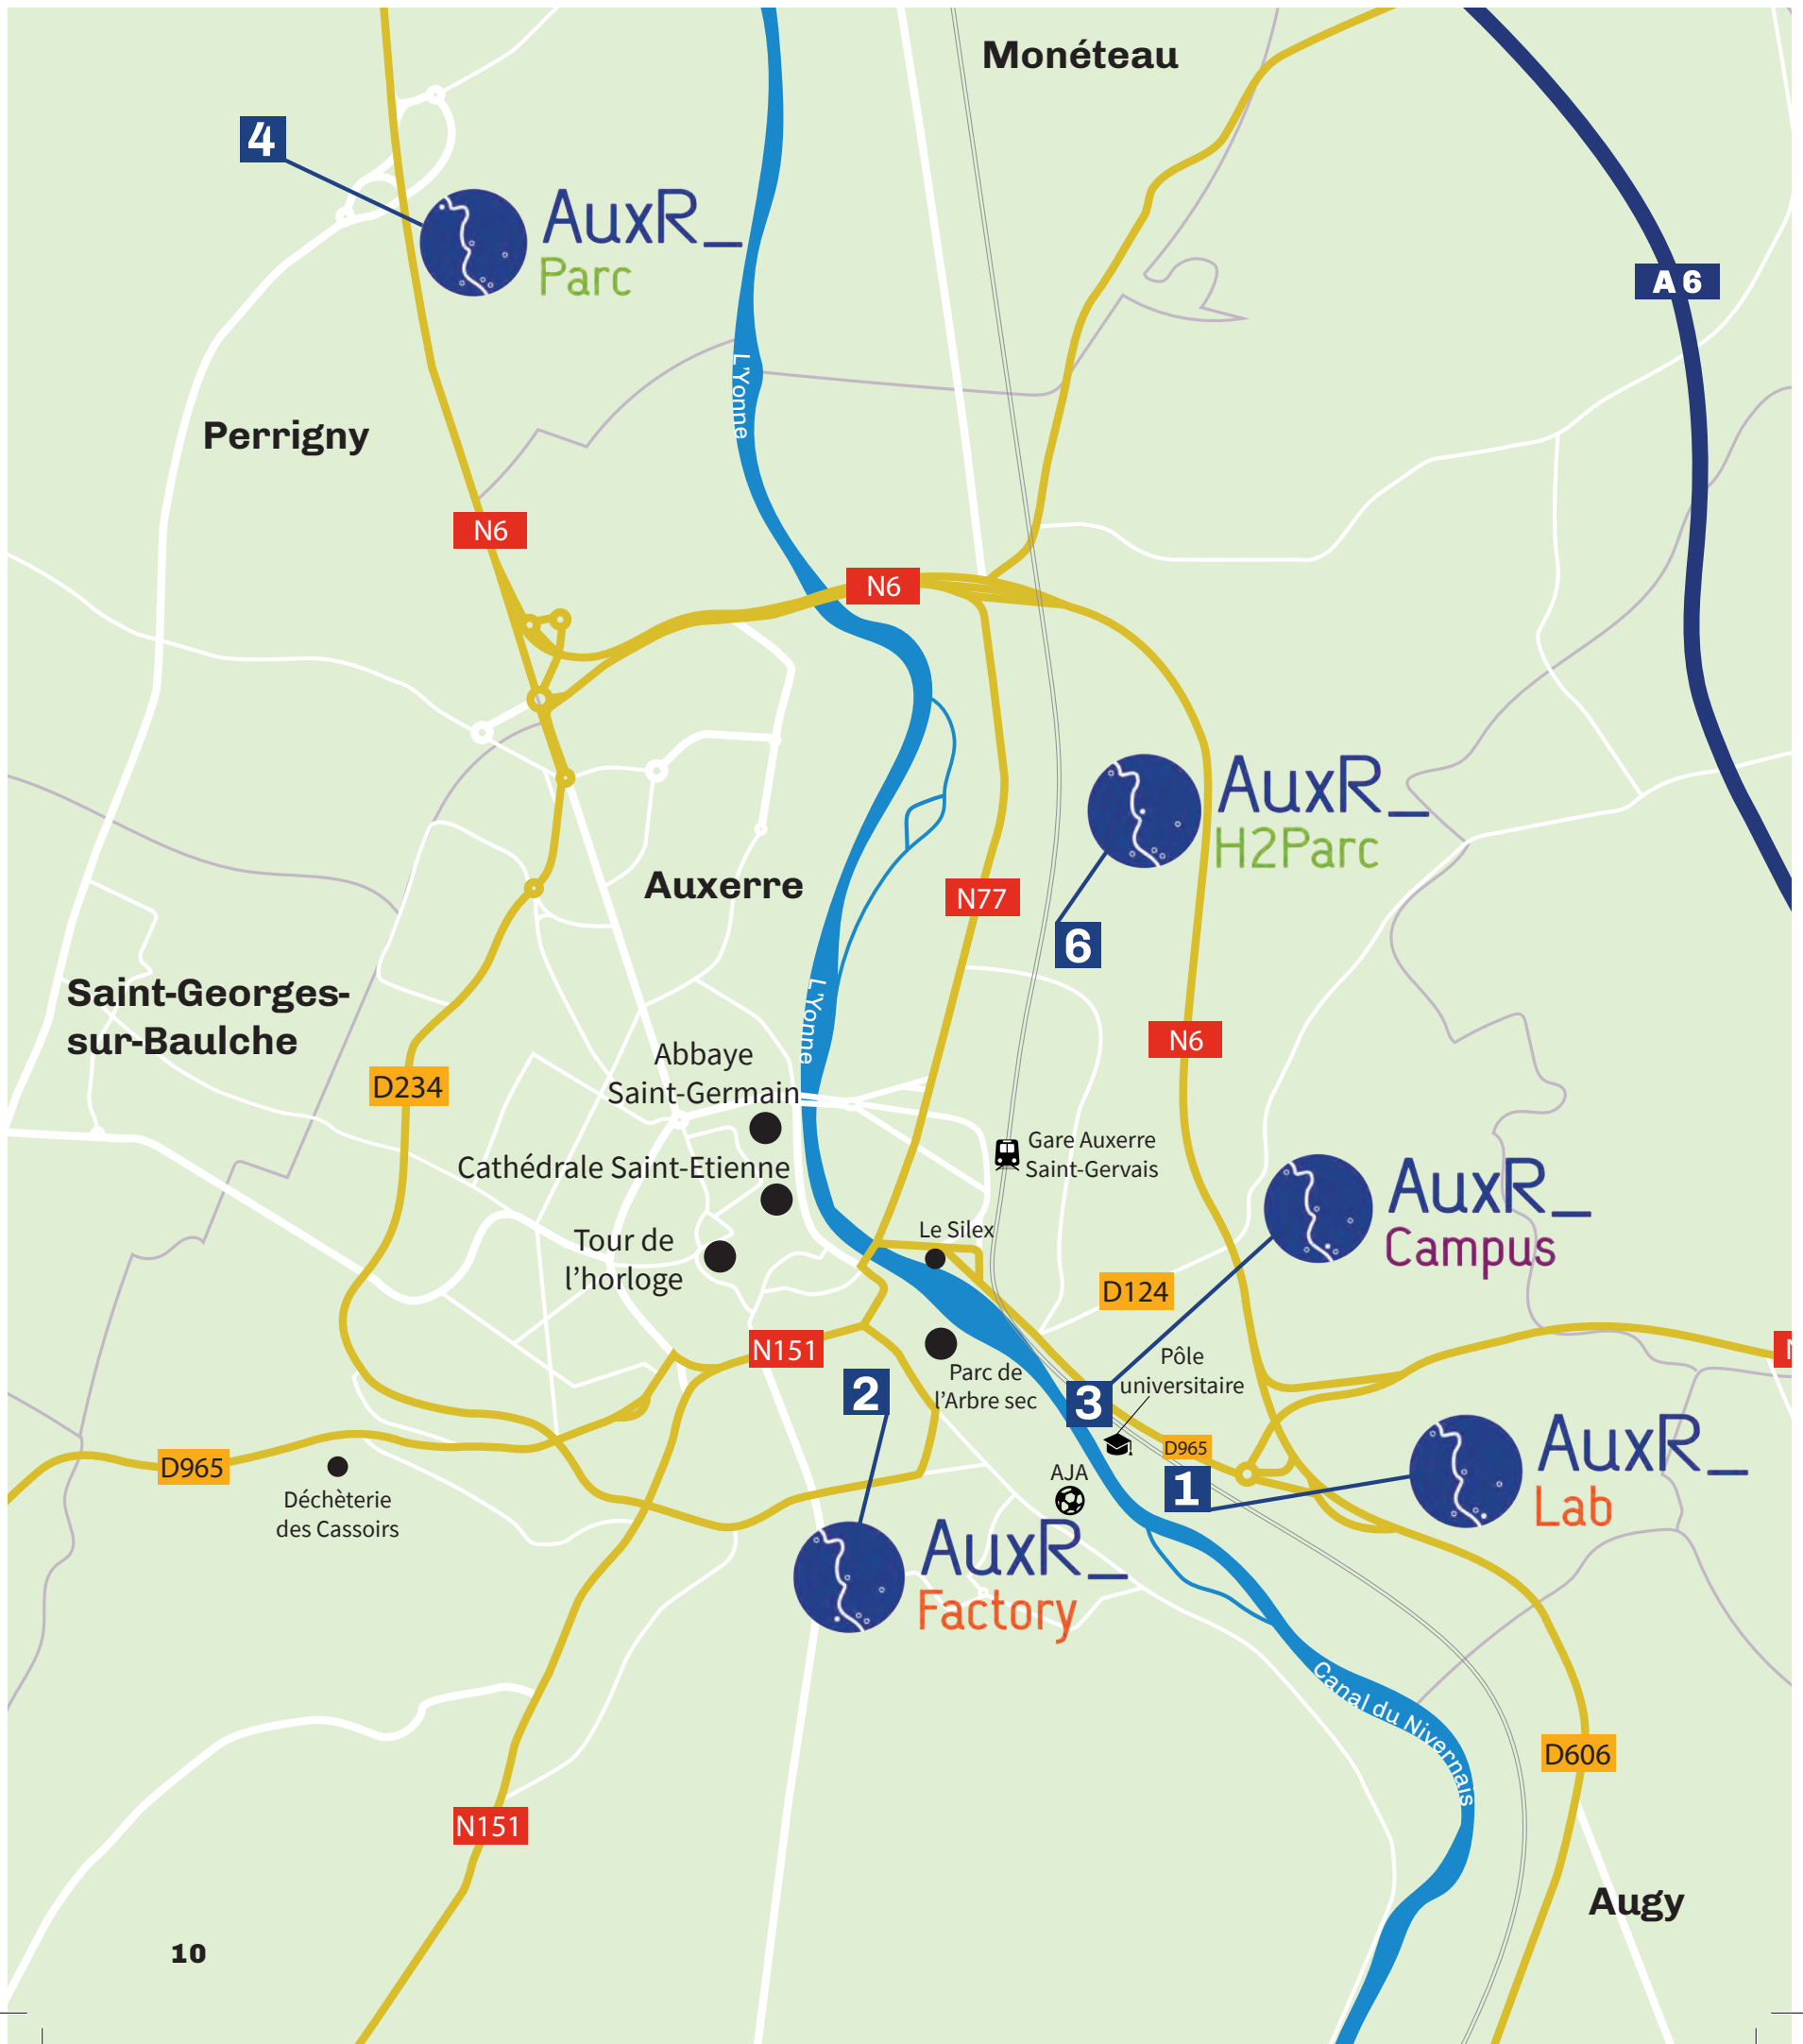 Monéteau
4
AuxR_
Parc
A 6
L'Yonne
Perrigny
N6
N6
AuxR_
H2Parc
Auxerre
N77
6
Saint-Georges-
sur-Baulche
L'Yonne
N6
Abbaye
Saint-Germain
D234
Gare Auxerre
Saint-Gervais
Cathédrale Saint-Etienne
AuxR_
Campus
Le Silex
Tour de
l'horloge
D124
N151
Parc de
l'Arbre sec
Pôle
universitaire
2
3
D965
D965
AuxR_
Lab
AJA
1
Déchèterie
des Cassoirs
AuxR_
Factory
Canal du Nivernais
D606
N151
Augy
10